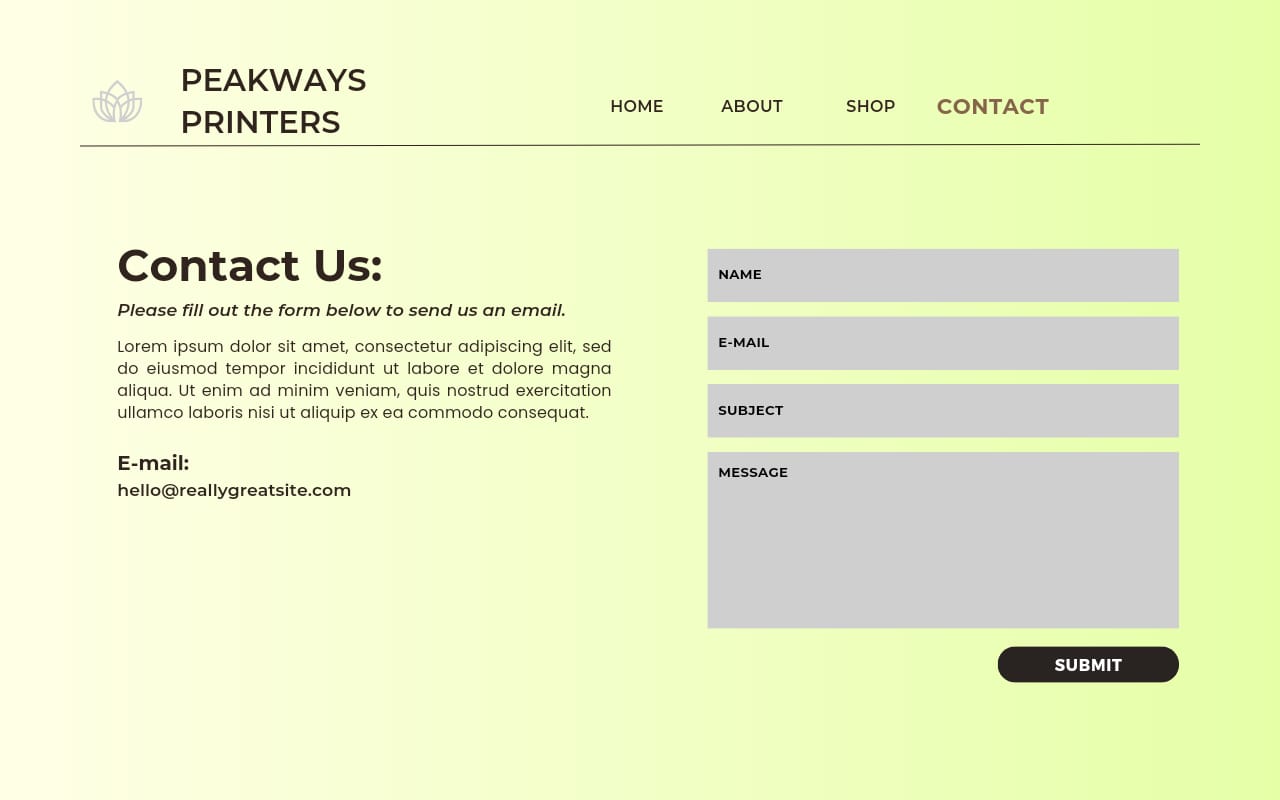 PEAKWAYS
PRINTERS
HOME ABOUT SHOP CONTACT
Contact Us:
Please fill out the form below to send us an email.
Lorem ipsum dolor sit amet, consectetur adipiscing elit, sed
do eiusmod tempor incididunt ut labore et dolore magna
aliqua. Ut enim ad minim veniam, quis nostrud exercitation
ullamco laboris nisi ut aliquip ex ea commodo consequat.
E-mail:
hello@reallygreatsite.com
NAME
E-MAIL
SUBJECT
MESSAGE
SUBMIT